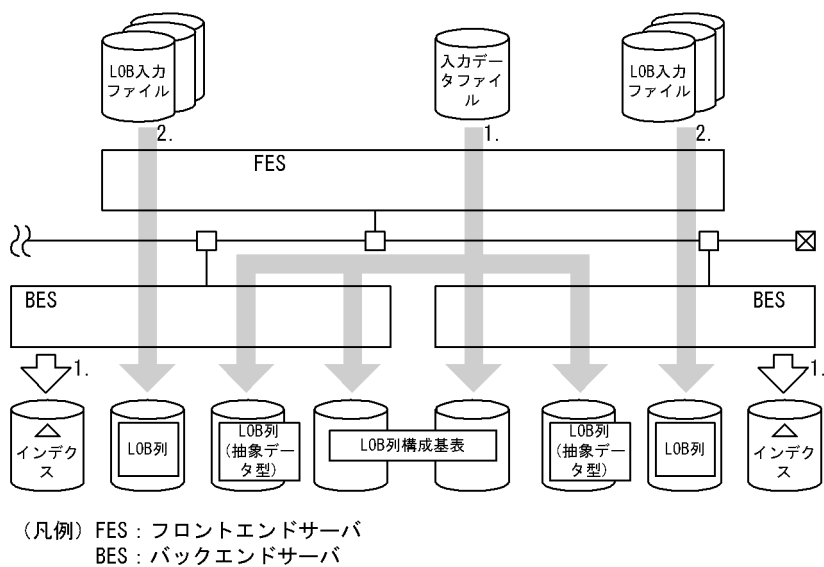 LOB入力
ファイル
入力デー
タファイ
ル
LOB入力
ファイル
2.
1.
2.
FES
BES
BES
1.
1.
インデク
ス
LOB列
LOB列
(抽象デー
タ型)
LOB列構成基表
LOB列
(抽象デー
タ型)
LOB列
インデク
ス
(凡例) FES:フロントエンドサーバ
BES:バックエンドサーバ